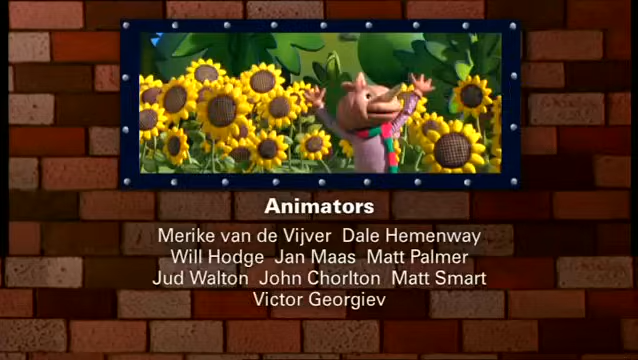 Animators
Merike van de Vijver  Dale Hemenway
Will Hodge  Jan Maas  Matt Palmer
Jud Walton  John Chorlton  Matt Smart
Victor Georgiev